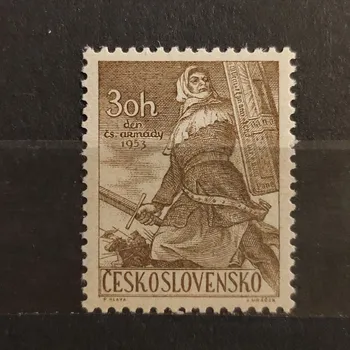 30h
den
čs. armády
1953
ČESKOSLOVENSKO